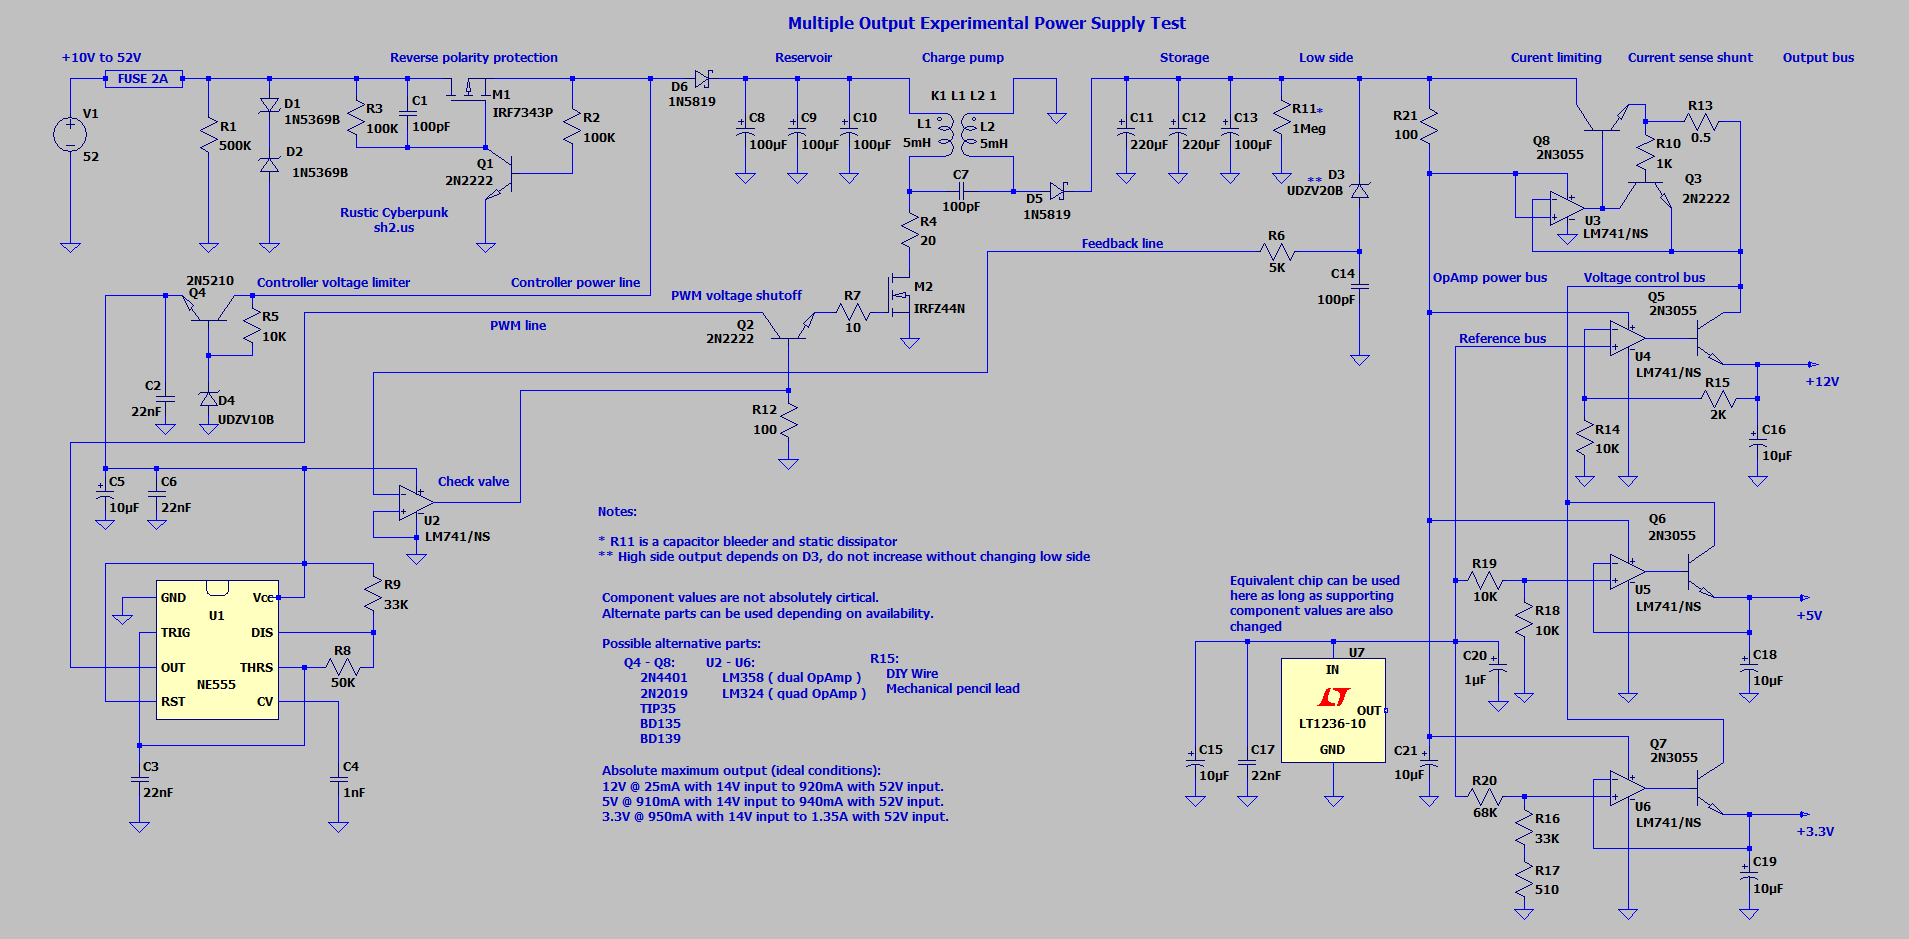 Multiple Output Experimental Power Supply Test
+10V to 52V
Reverse polarity protection
Reservoir
Charge pump
Storage
Low side
Curent limiting
Current sense shunt
Output bus
FUSE 2A
V1
52
R1
500K
D1
1N5369B
D2
1N5369B
R3
100K
C1
100pF
M1
IRF7343P
Q1
2N2222
R2
100K
Rustic Cyberpunk
sh2.us
D6
1N5819
C8
100µF
C9
100µF
C10
100µF
K1 L1 L2 1
L1
5mH
L2
5mH
C7
100pF
D5
1N5819
R4
20
C11
220µF
C12
220µF
C13
100µF
R11*
1Meg
** D3
UDZV20B
R21
100
Q8
2N3055
R13
0.5
R10
1K
Q3
2N2222
U3
LM741/NS
R6
5K
Feedback line
C14
100pF
OpAmp power bus
Voltage control bus
2N5210
Q4
Controller voltage limiter
Controller power line
R5
10K
PWM line
PWM voltage shutoff
Q2
2N2222
R7
10
M2
IRFZ44N
C2
22nF
D4
UDZV10B
R12
100
Reference bus
Q5
2N3055
U4
LM741/NS
R15
2K
+12V
R14
10K
C16
10µF
C5
10µF
C6
22nF
Check valve
U2
LM741/NS
GND
TRIG
OUT
RST
U1
NE555
Vcc
DIS
THRS
CV
R9
33K
R8
50K
C3
22nF
C4
1nF
Notes:
* R11 is a capacitor bleeder and static dissipator
** High side output depends on D3, do not increase without changing low side
Component values are not absolutely cirtical.
Alternate parts can be used depending on availability.
Possible alternative parts:
Q4 - Q8:
2N4401
2N2019
TIP35
BD135
BD139
U2 - U6:
LM358 ( dual OpAmp )
LM324 ( quad OpAmp )
R15:
DIY Wire
Mechanical pencil lead
Absolute maximum output (ideal conditions):
12V @ 25mA with 14V input to 920mA with 52V input.
5V @ 910mA with 14V input to 940mA with 52V input.
3.3V @ 950mA with 14V input to 1.35A with 52V input.
Equivalent chip can be used
here as long as supporting
component values are also
changed
U7
IN
LT
OUT
LT1236-10
GND
C15
10µF
C17
22nF
C20
1µF
C21
10µF
Q6
2N3055
R19
10K
R18
10K
U5
LM741/NS
+5V
C18
10µF
Q7
2N3055
R20
68K
R16
33K
R17
510
U6
LM741/NS
+3.3V
C19
10µF